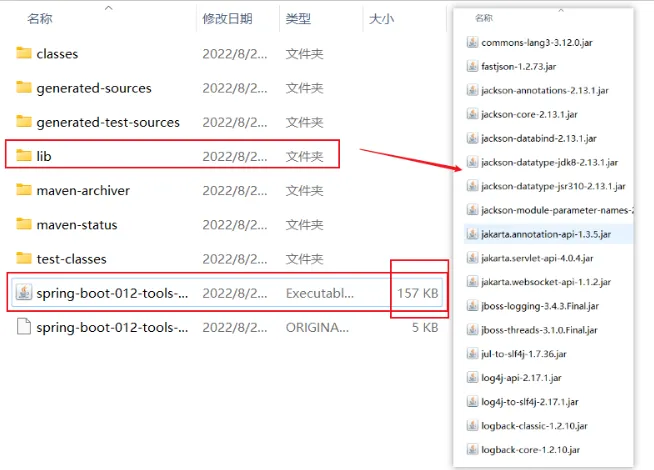 名称 修改日期 类型 大小
classes 2022/8/2... 文件夹
generated-sources 2022/8/2... 文件夹
generated-test-sources 2022/8/2... 文件夹
lib 2022/8/2... 文件夹
maven-archiver 2022/8/2... 文件夹
maven-status 2022/8/2... 文件夹
test-classes 2022/8/2... 文件夹
spring-boot-012-tools-... 2022/8/2... Executabl... 157 KB
spring-boot-012-tools-... 2022/8/2... ORIGINA... 5 KB
名称
commons-lang3-3.12.0.jar
fastjson-1.2.73.jar
jackson-annotations-2.13.1.jar
jackson-core-2.13.1.jar
jackson-databind-2.13.1.jar
jackson-datatype-jdk8-2.13.1.jar
jackson-datatype-jsr310-2.13.1.jar
jackson-module-parameter-names-2
jakarta.annotation-api-1.3.5.jar
jakarta.servlet-api-4.0.4.jar
jakarta.websocket-api-1.1.2.jar
jboss-logging-3.4.3.Final.jar
jboss-threads-3.1.0.Final.jar
jul-to-slf4j-1.7.36.jar
log4j-api-2.17.1.jar
log4j-to-slf4j-2.17.1.jar
logback-classic-1.2.10.jar
logback-core-1.2.10.jar